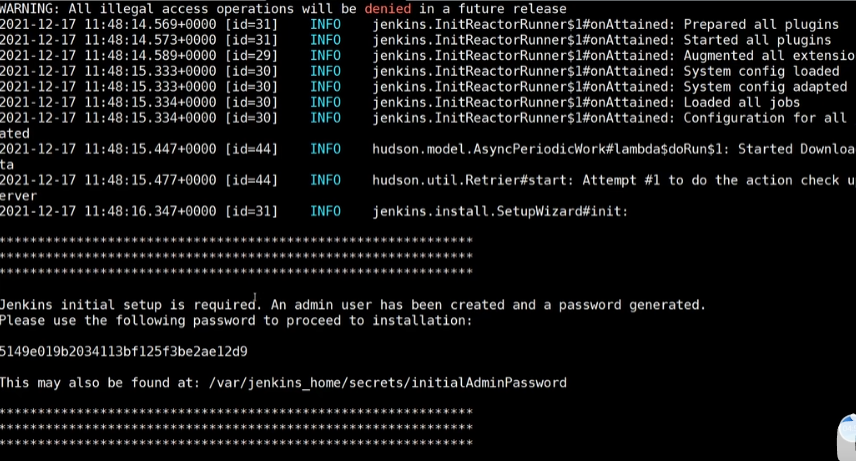 WARNING: All illegal access operations will be denied in a future release
2021-12-17 11:48:14.569+0000 [id=31] INFO jenkins.InitReactorRunner$1#onAttained: Prepared all plugins
2021-12-17 11:48:14.573+0000 [id=31] INFO jenkins.InitReactorRunner$1#onAttained: Started all plugins
2021-12-17 11:48:14.589+0000 [id=29] INFO jenkins.InitReactorRunner$1#onAttained: Augmented all extensio
2021-12-17 11:48:15.333+0000 [id=30] INFO jenkins.InitReactorRunner$1#onAttained: System config loaded
2021-12-17 11:48:15.333+0000 [id=30] INFO jenkins.InitReactorRunner$1#onAttained: System config adapted
2021-12-17 11:48:15.334+0000 [id=30] INFO jenkins.InitReactorRunner$1#onAttained: Loaded all jobs
2021-12-17 11:48:15.334+0000 [id=30] INFO jenkins.InitReactorRunner$1#onAttained: Configuration for all
ated
2021-12-17 11:48:15.447+0000 [id=44] INFO hudson.model.AsyncPeriodicWork#lambda$doRun$1: Started Downloa
ta
2021-12-17 11:48:15.477+0000 [id=44] INFO hudson.util.Retrier#start: Attempt #1 to do the action check u
erver
2021-12-17 11:48:16.347+0000 [id=31] INFO jenkins.install.SetupWizard#init:
*************************************************************
*************************************************************
*************************************************************
Jenkins initial setup is required. An admin user has been created and a password generated.
Please use the following password to proceed to installation:
5149e019b2034113bf125f3be2ae12d9
This may also be found at: /var/jenkins_home/secrets/initialAdminPassword
*************************************************************
*************************************************************
*************************************************************